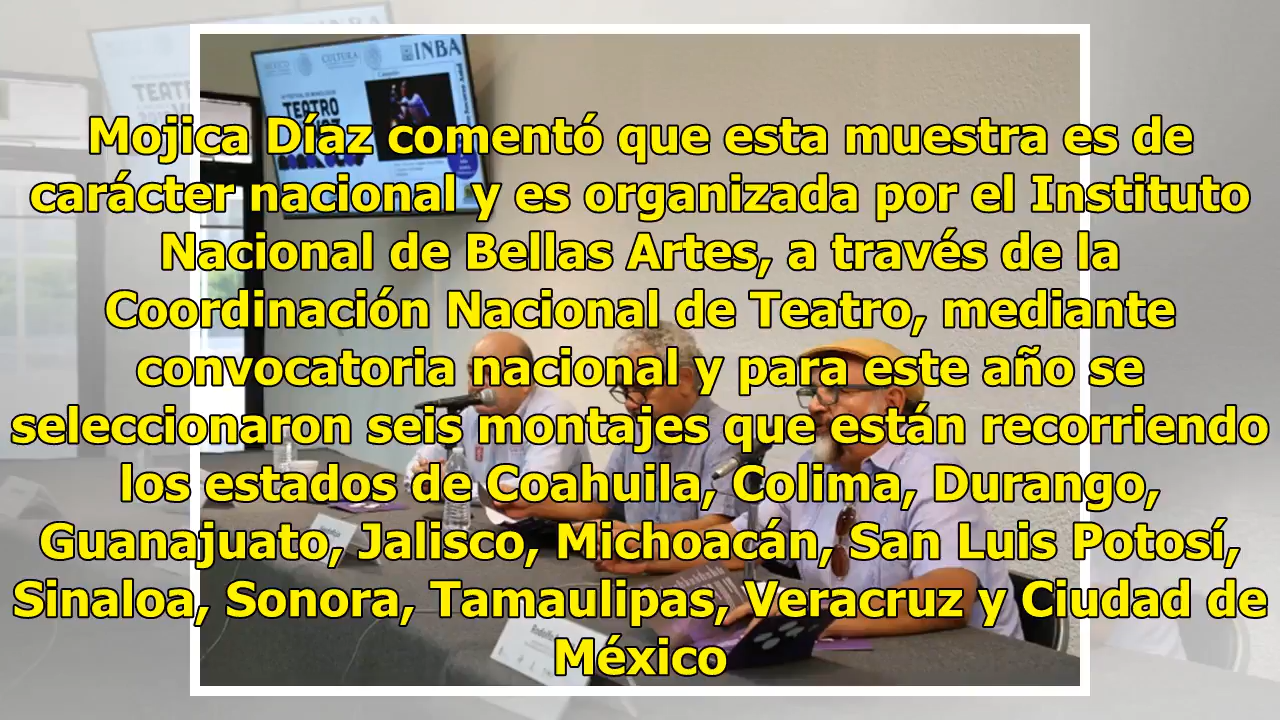 INBA
CULTURA
TEATRO
Mojica Díaz comentó que esta muestra es de
carácter nacional y es organizada por el Instituto
Nacional de Bellas Artes, a través de la
Coordinación Nacional de Teatro, mediante
convocatoria nacional y para este año se
seleccionaron seis montajes que están recorriendo
los estados de Coahuila, Colima, Durango,
Guanajuato, Jalisco, Michoacán, San Luis Potosí,
Sinaloa, Sonora, Tamaulipas, Veracruz y Ciudad de
México